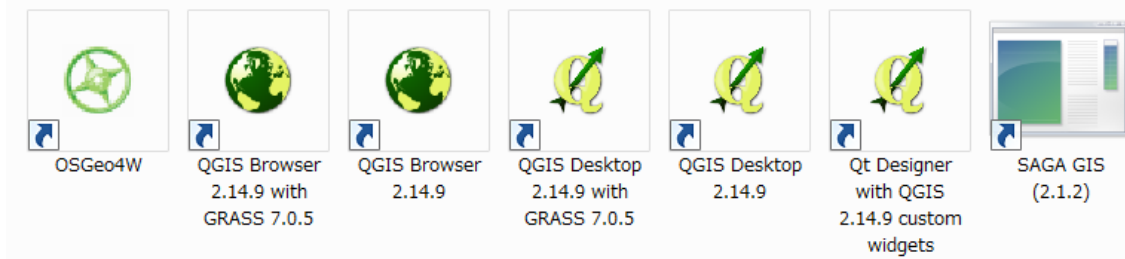 OSGeo4W
QGIS Browser
2.14.9 with
GRASS 7.0.5
QGIS Browser
2.14.9
QGIS Desktop
2.14.9 with
GRASS 7.0.5
QGIS Desktop
2.14.9
Qt Designer
with QGIS
2.14.9 custom
widgets
SAGA GIS
(2.1.2)